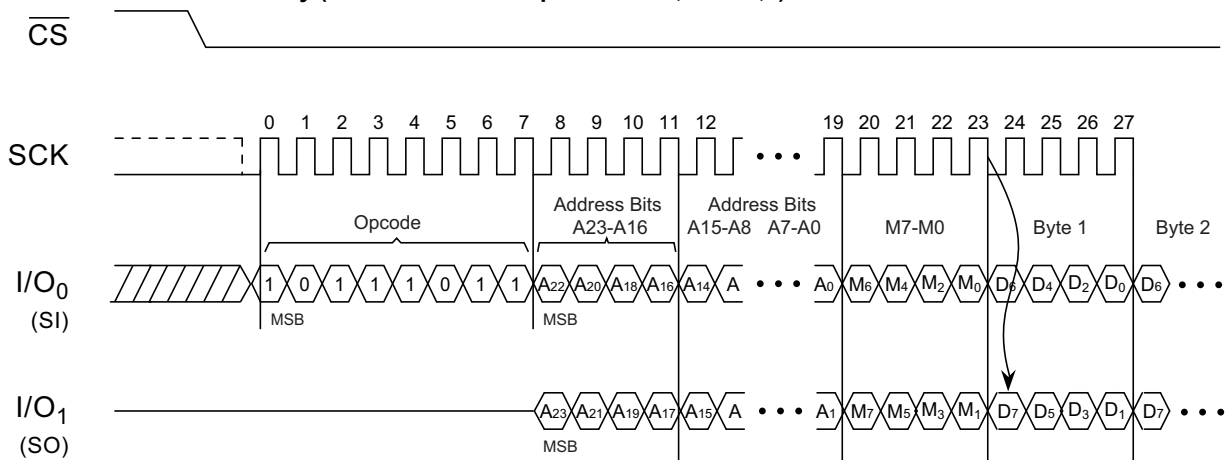 CS
0 1 2 3 4 5 6 7 8 9 10 11 12 19 20 21 22 23 24 25 26 27
SCK
Opcode
Address Bits A23-A16
Address Bits
A15-A8 A7-A0
M7-M0
Byte 1
Byte 2
I/O0
(SI)
1 0 1 1 1 0 1 1 A22 A20 A18 A16 A14 A A0 M6 M4 M2 M0 D6 D4 D2 D0 D6
MSB MSB
I/O1
(SO)
A23 A21 A19 A17 A15 A A1 M7 M5 M3 M1 D7 D5 D3 D1 D7
MSB